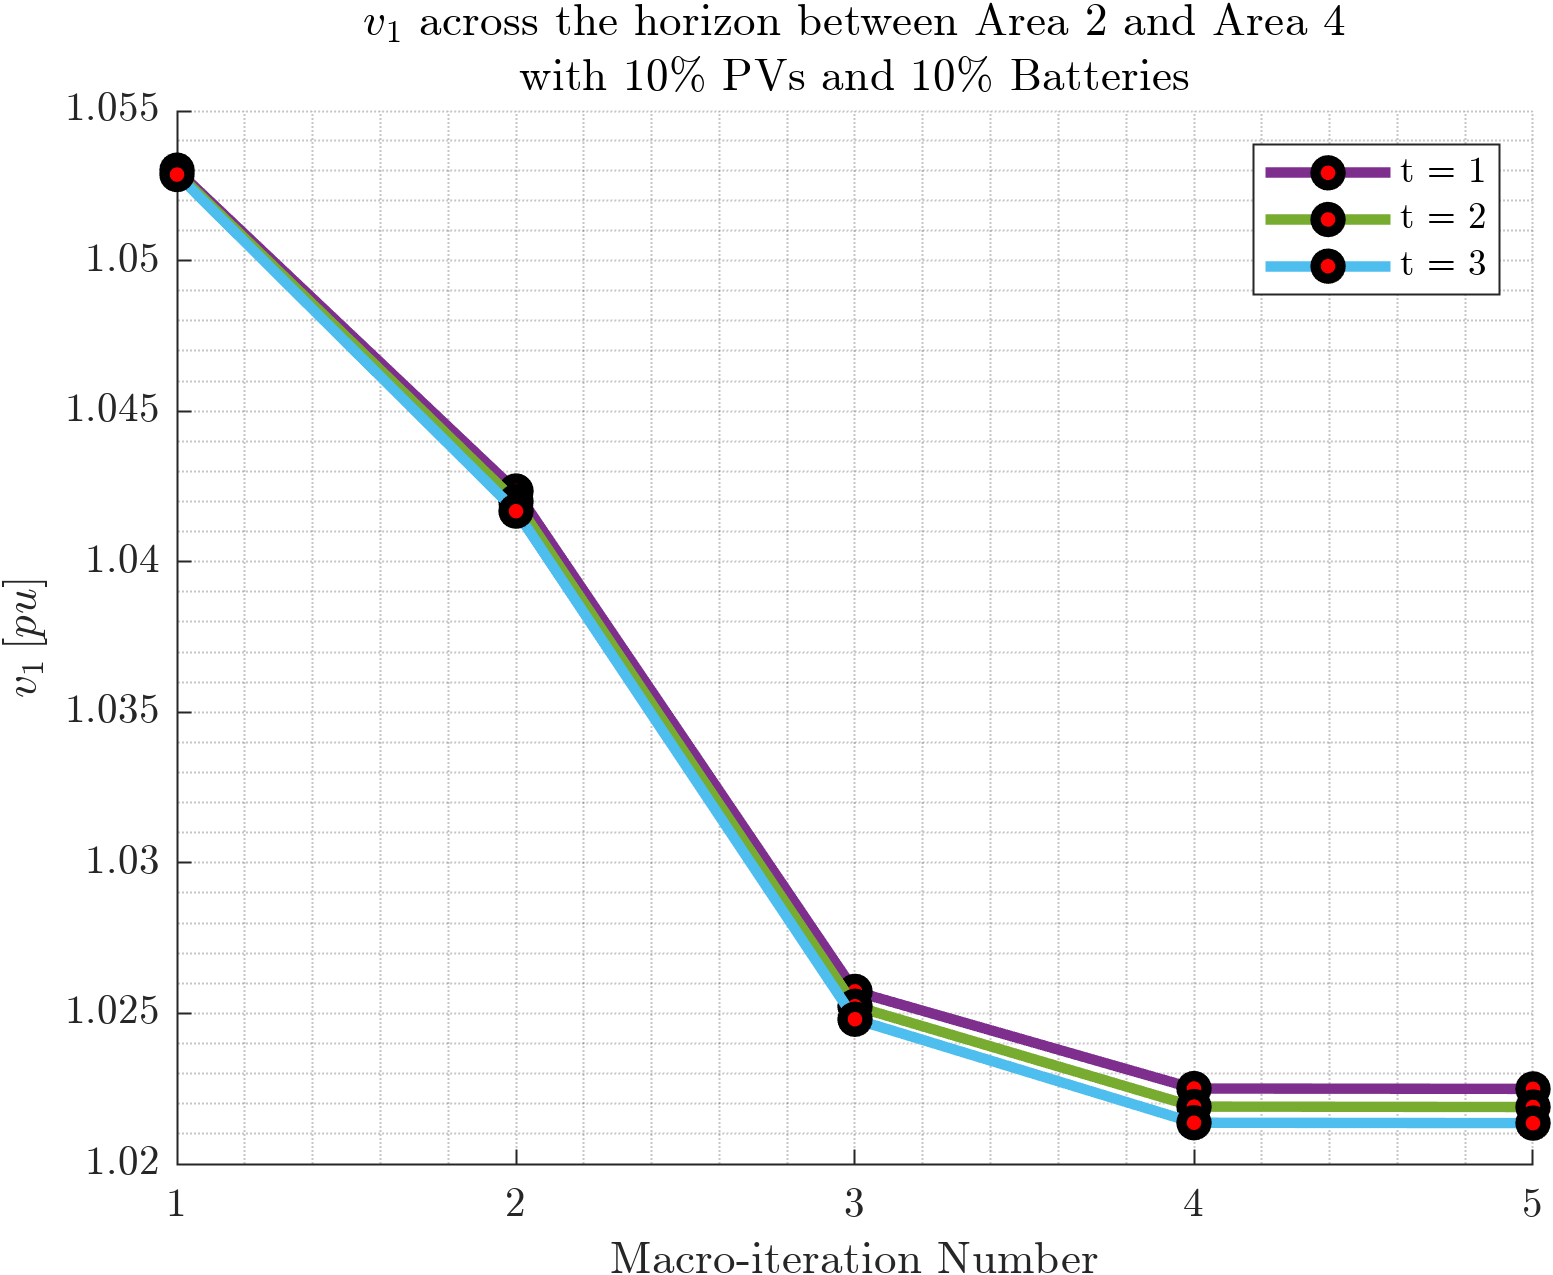 v₁ across the horizon between Area 2 and Area 4
with 10% PVs and 10% Batteries
1.055
1.05
1.045
1.04
1.035
1.03
1.025
1.02
v₁ [pu]
t = 1
t = 2
t = 3
1 2 3 4 5
Macro-iteration Number